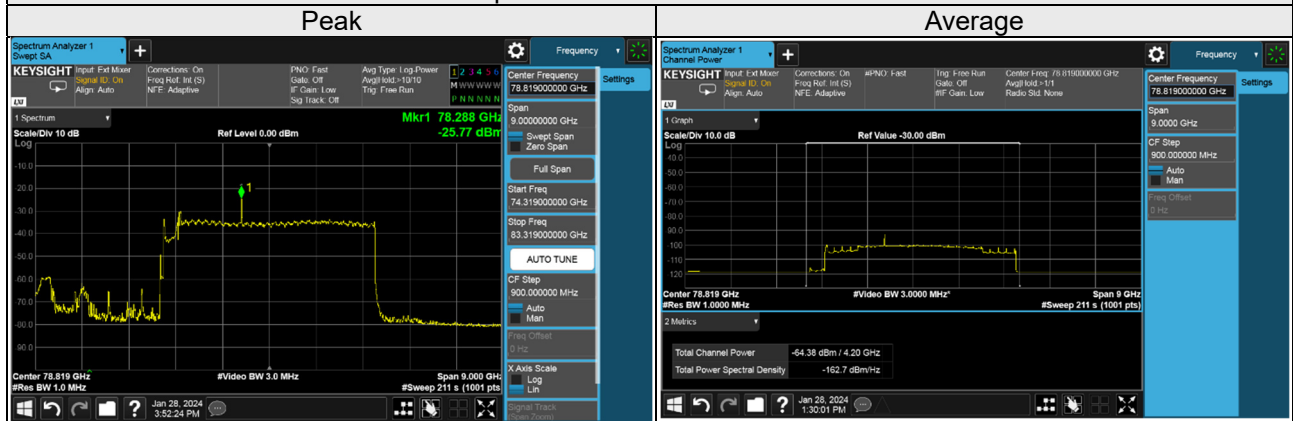 Peak
Average
Spectrum Analyzer 1
Swept SA
Frequency
KEYSIGHT
Input: Ext Mixer
Signal ID: On
Align: Auto
Corrections: On
Freq Ref: Int (S)
NFE: Adaptive
PNO: Fast
Gate: Off
IF Gain: Low
Sig Track: Off
Avg Type: Log-Power
Avg|Hold:>10/10
Trig: Free Run
1 2 3 4 5 6
M W W W W W
P N N N N N
LXI
1 Spectrum
Scale/Div 10 dB
Log
Ref Level 0.00 dBm
Mkr1 78.288 GHz
-25.77 dBm
1
-10.0
-20.0
-30.0
-40.0
-50.0
-60.0
-70.0
-90.0
Center 78.819 GHz
#Res BW 1.0 MHz
#Video BW 3.0 MHz
Span 9.000 GHz
#Sweep 211 s (1001 pts
Jan 28, 2024
3:52:24 PM
Center Frequency
78.819000000 GHz
Span
9.00000000 GHz
Swept Span
Zero Span
Full Span
Start Freq
74.319000000 GHz
Stop Freq
83.319000000 GHz
AUTO TUNE
CF Step
900.000000 MHz
Auto
Man
Freq Offset
0 Hz
X Axis Scale
Log
Lin
Signal Track
(Span Zoom)
Settings
Spectrum Analyzer 1
Channel Power
Frequency
KEYSIGHT
Input: Ext Mixer
Signal ID: On
Align: Auto
Corrections: On
Freq Ref: Int (S)
NFE: Adaptive
#PNO: Fast
Trig: Free Run
Gate: Off
#IF Gain: Low
Center Freq: 78.819000000 GHz
Avg|Hold:>1/1
Radio Std: None
LXI
1 Graph
Scale/Div 10.0 dB
Log
Ref Value -30.00 dBm
-40.0
-50.0
-60.0
-70.0
-100
-110
Center 78.819 GHz
#Res BW 1.0000 MHz
#Video BW 3.0000 MHz*
Span 9 GHz
#Sweep 211 s (1001 pts)
2 Metrics
Total Channel Power
-64.38 dBm / 4.20 GHz
Total Power Spectral Density
-162.7 dBm/Hz
Jan 28, 2024
1:30:01 PM
Center Frequency
78.819000000 GHz
Span
9.0000 GHz
CF Step
900.000000 MHz
Auto
Man
Freq Offset
0 Hz
Settings